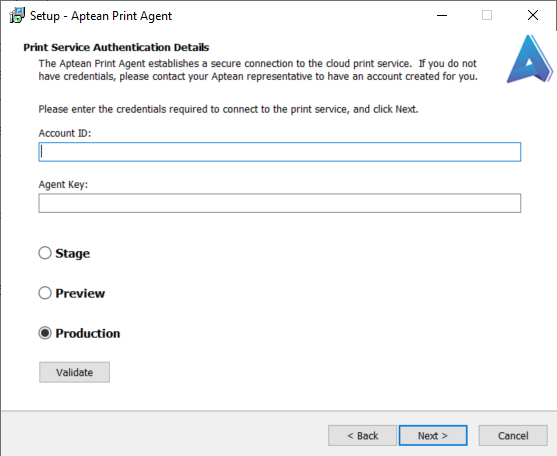 Setup - Aptean Print Agent
Print Service Authentication Details
The Aptean Print Agent establishes a secure connection to the cloud print service.  If you do not
have credentials, please contact your Aptean representative to have an account created for you.
Please enter the credentials required to connect to the print service, and click Next.
Account ID:
Agent Key:
Stage
Preview
Production
Validate
< Back
Next >
Cancel